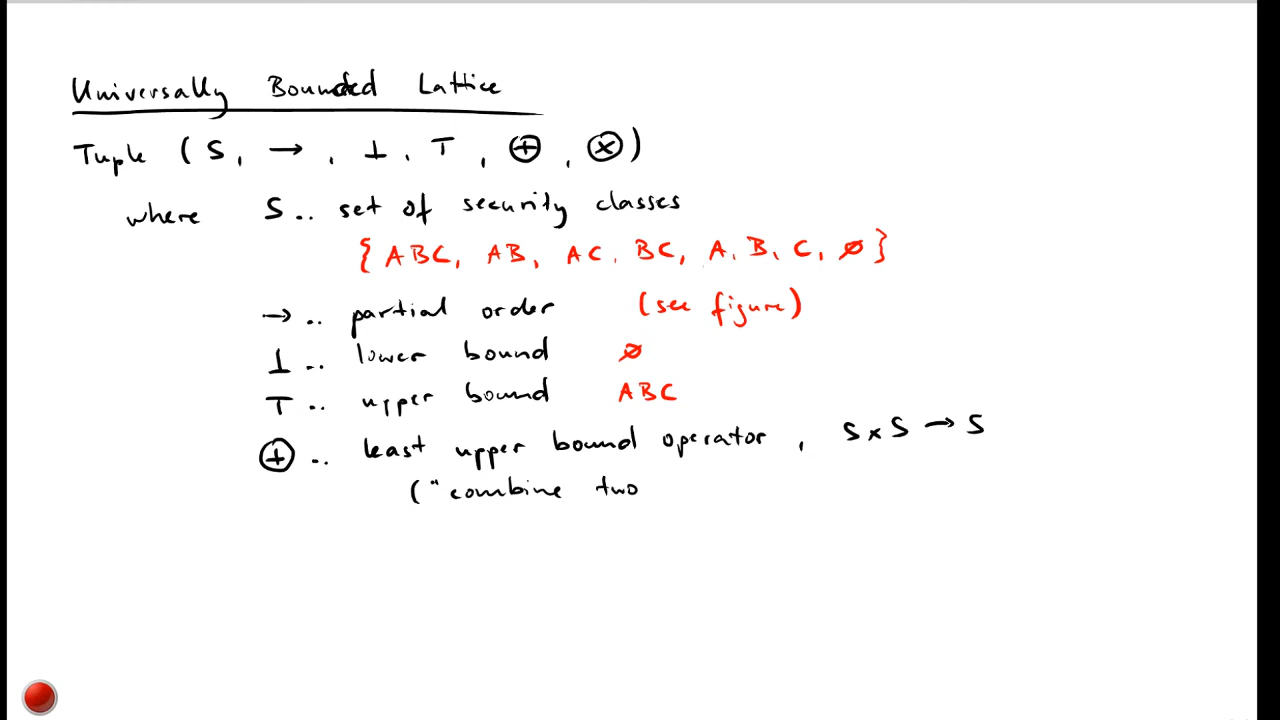 Universally Bounded Lattice
Tuple (S, →, ⊥, ⊤, ⊕, ⊗)
where S.. set of security classes
{ABC, AB, AC, BC, A, B, C, ∅}
→.. partial order (see figure)
⊥.. lower bound ∅
⊤.. upper bound ABC
⊕.. least upper bound operator, S×S → S
("combine two